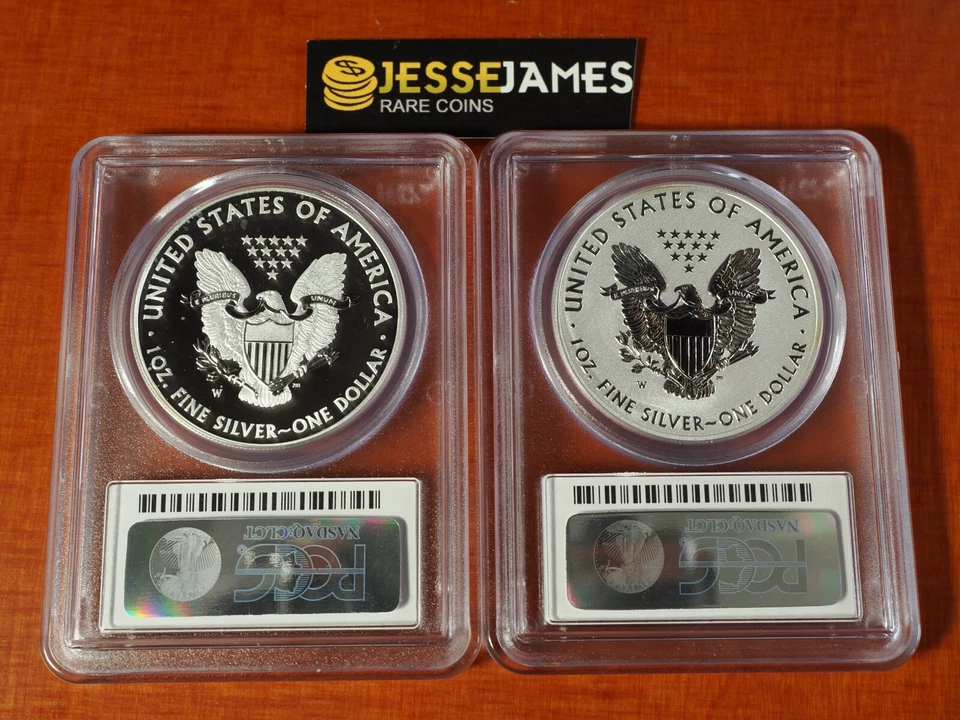 JESSEJAMES
RARE COINS
UNITED STATES OF AMERICA
E PLURIBUS UNUM
W
· 1 OZ. FINE SILVER~ONE DOLLAR ·
UNITED STATES OF AMERICA
E PLURIBUS UNUM
W
· 1 OZ. FINE SILVER~ONE DOLLAR ·
NASDAQ:CLCT
PCGS
NASDAQ:CLCT
PCGS